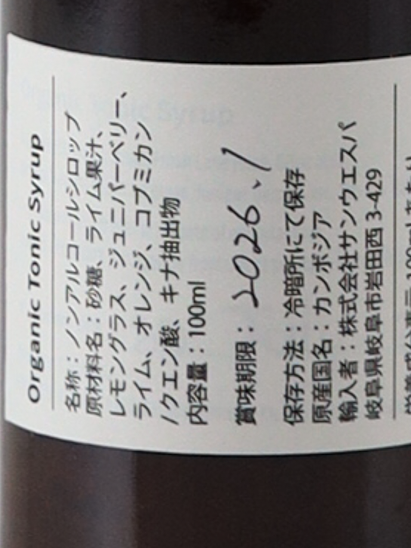 Organic Tonic Syrup
名称：ノンアルコールシロップ
原材料名：砂糖、ライム果汁、
レモングラス、ジュニパーベリー、
ライム、オレンジ、コブミカン
/クエン酸、キナ抽出物
内容量：100ml
賞味期限：2026.1
保存方法：冷暗所にて保存
原産国名：カンボジア
輸入者：株式会社サンウエスパ
岐阜県岐阜市岩田西 3-429